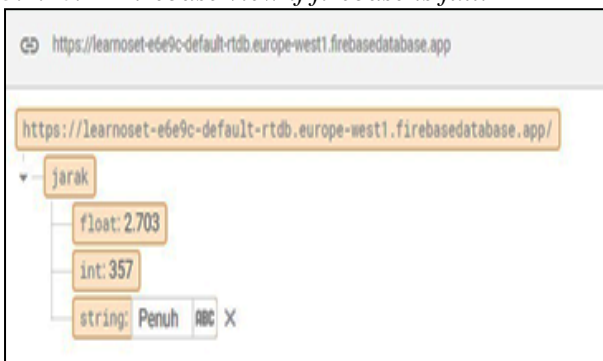 https://learnoset-e6e9c-default-rtdb.europe-west1.firebasedatabase.app
https://learnoset-e6e9c-default-rtdb.europe-west1.firebasedatabase.app/
jarak
float: 2.703
int: 357
string: Penuh ABC